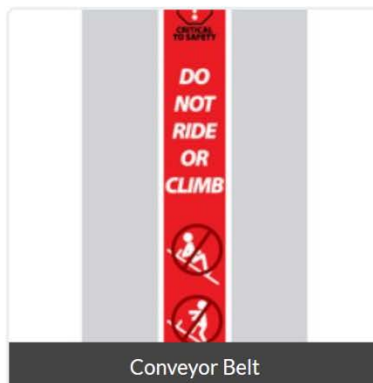 CRITICAL
TO SAFETY
DO
NOT
RIDE
OR
CLIMB
Conveyor Belt